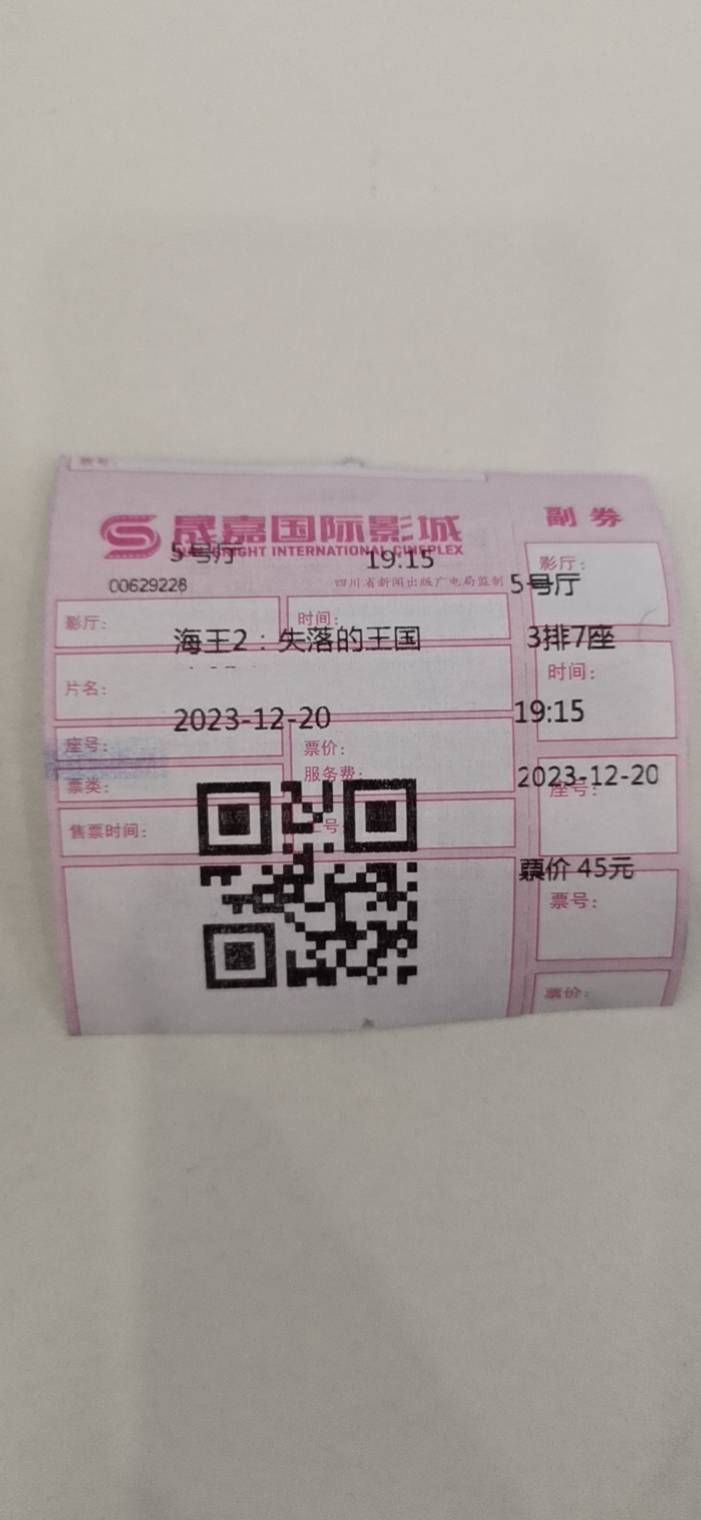 票号:
晟嘉国际影城
INTERNATIONAL CINEPLEX
5号厅
19:15
00629228
四川省新闻出版广电局监制
影厅:
时间:
海王2：失落的王国
片名:
2023-12-20
座号:
票价:
服务费:
票类:
售票时间:
工号:
副 券
影厅:
5号厅
3排7座
时间:
19:15
2023-12-20
座号:
票价 45元
票号:
票价: